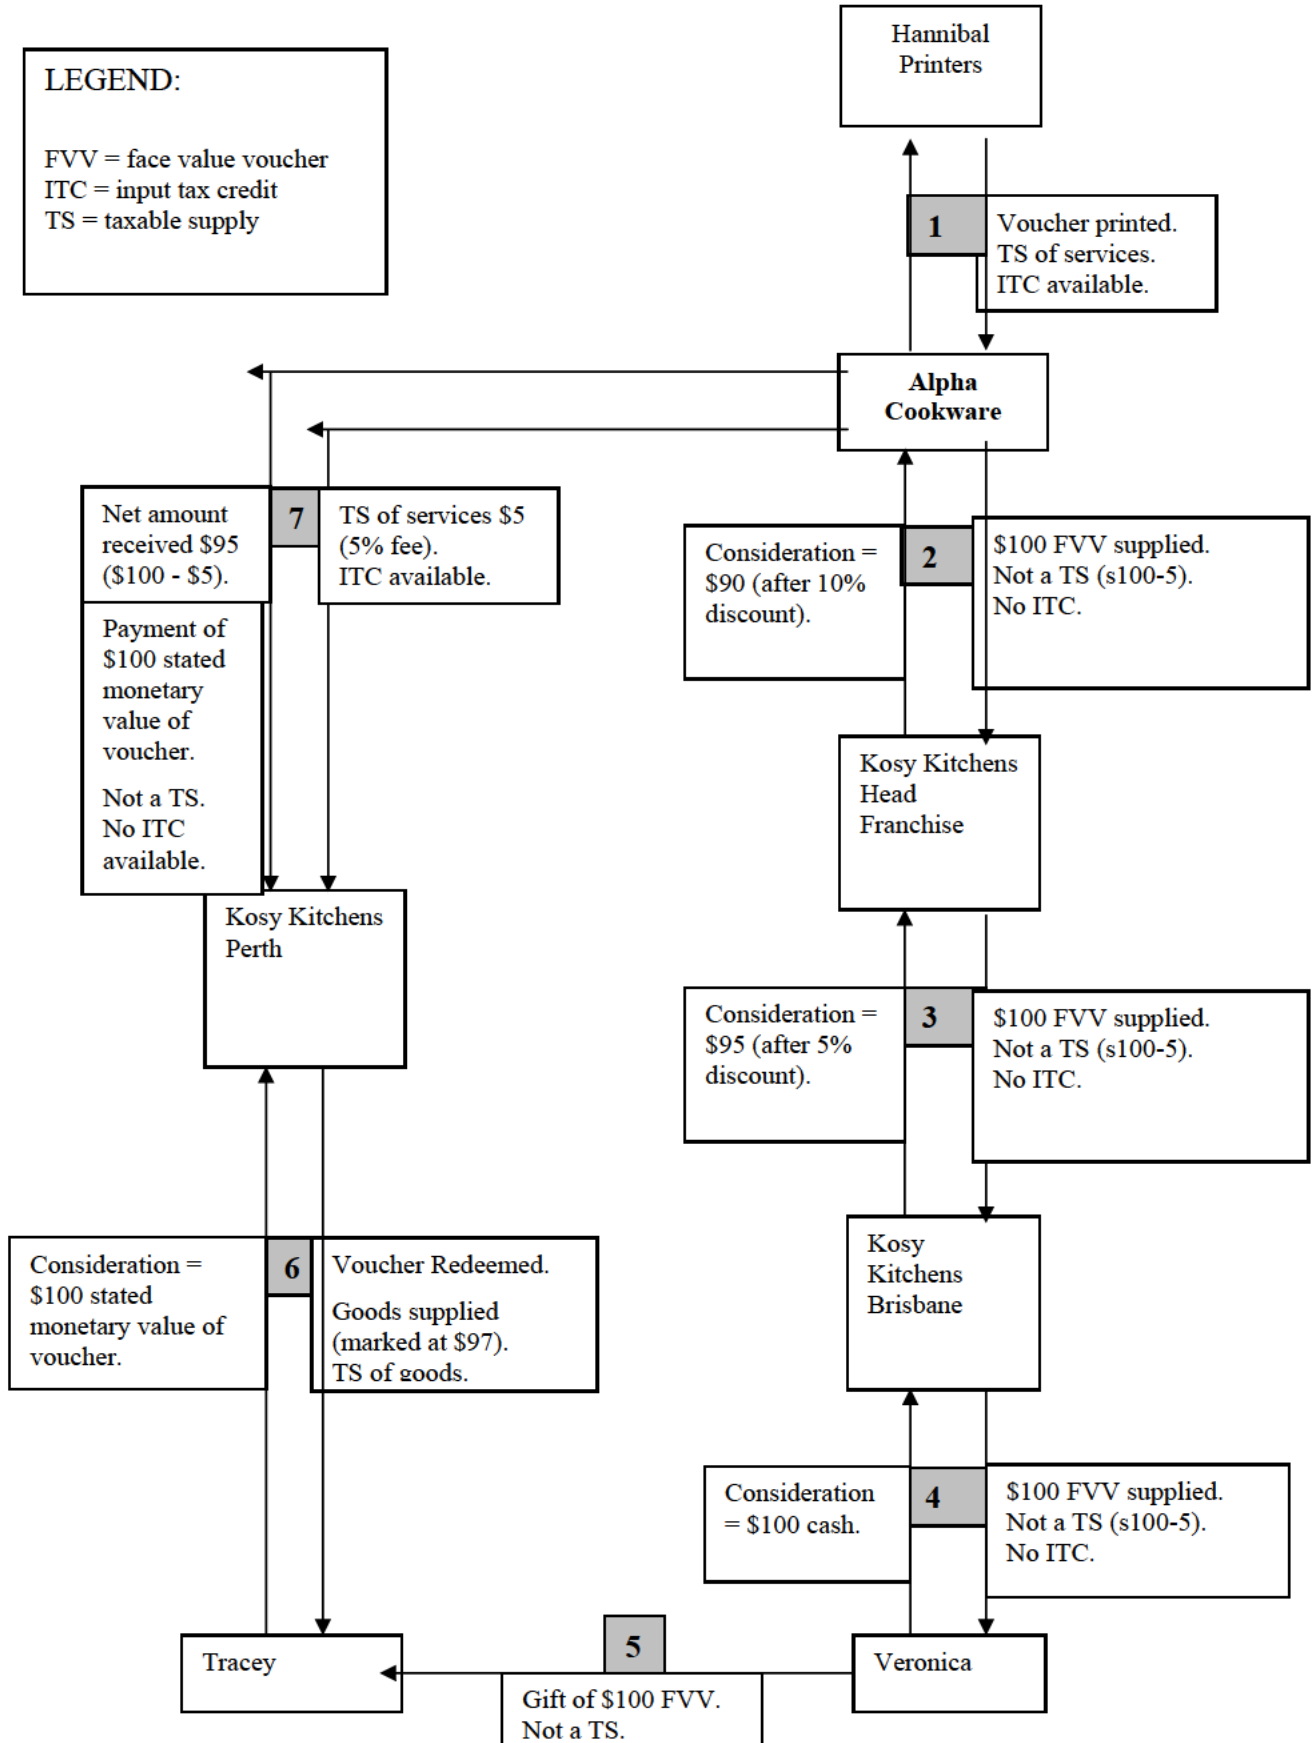 LEGEND:
FVV = face value voucher
ITC = input tax credit
TS = taxable supply
Hannibal
Printers
1
Voucher printed.
TS of services.
ITC available.
Alpha
Cookware
Net amount
received $95
($100 - $5).
7
TS of services $5
(5% fee).
ITC available.
Payment of
$100 stated
monetary
value of
voucher.
Not a TS.
No ITC
available.
Consideration =
$90 (after 10%
discount).
2
$100 FVV supplied.
Not a TS (s100-5).
No ITC.
Kosy Kitchens
Head
Franchise
Kosy Kitchens
Perth
Consideration =
$95 (after 5%
discount).
3
$100 FVV supplied.
Not a TS (s100-5).
No ITC.
Kosy
Kitchens
Brisbane
Consideration =
$100 stated
monetary value of
voucher.
6
Voucher Redeemed.
Goods supplied
(marked at $97).
TS of goods.
Consideration
= $100 cash.
4
$100 FVV supplied.
Not a TS (s100-5).
No ITC.
Tracey
5
Gift of $100 FVV.
Not a TS.
Veronica